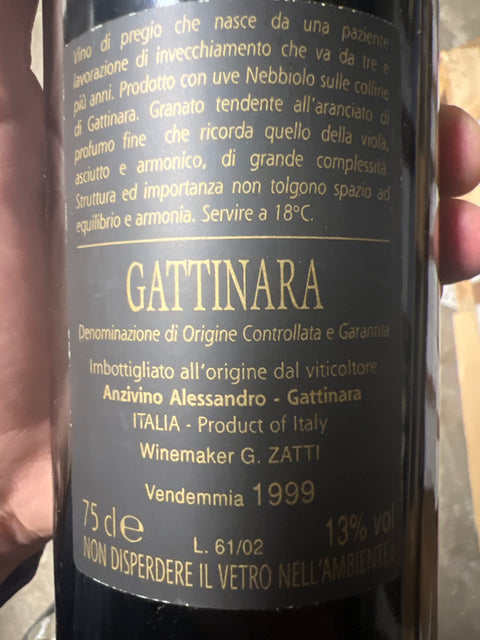 Vino di pregio che nasce da una paziente
lavorazione di invecchiamento che va da tre e
più anni. Prodotto con uve Nebbiolo sulle colline
di Gattinara. Granato tendente all'aranciato di
profumo fine che ricorda quello della viola,
asciutto e armonico, di grande complessità.
Struttura ed importanza non tolgono spazio ad
equilibrio e armonia. Servire a 18°C.
GATTINARA
Denominazione di Origine Controllata e Garantita
Imbottigliato all'origine dal viticoltore
Anzivino Alessandro - Gattinara
ITALIA - Product of Italy
Winemaker G. ZATTI
Vendemmia 1999
75 cl e L. 61/02 13% vol
NON DISPERDERE IL VETRO NELL'AMBIENTE